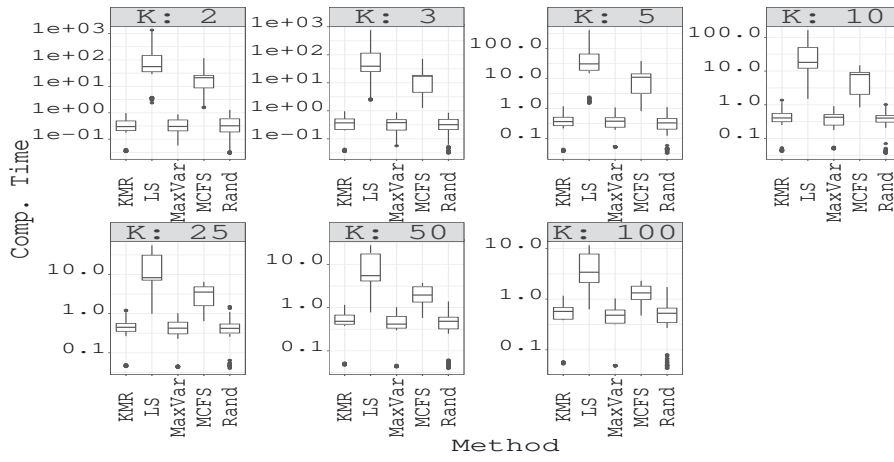 K: 2
K: 3
K: 5
K: 10
1e+03
1e+02
1e+01
1e+00
1e-01
1e+03
1e+02
1e+01
1e+00
1e-01
100.0
10.0
1.0
0.1
100.0
10.0
1.0
0.1
KMR
LS
MaxVar
MCFS
Rand
KMR
LS
MaxVar
MCFS
Rand
KMR
LS
MaxVar
MCFS
Rand
KMR
LS
MaxVar
MCFS
Rand
Comp. Time
K: 25
K: 50
K: 100
10.0
1.0
0.1
10.0
1.0
0.1
10.0
1.0
0.1
KMR
LS
MaxVar
MCFS
Rand
KMR
LS
MaxVar
MCFS
Rand
KMR
LS
MaxVar
MCFS
Rand
Method